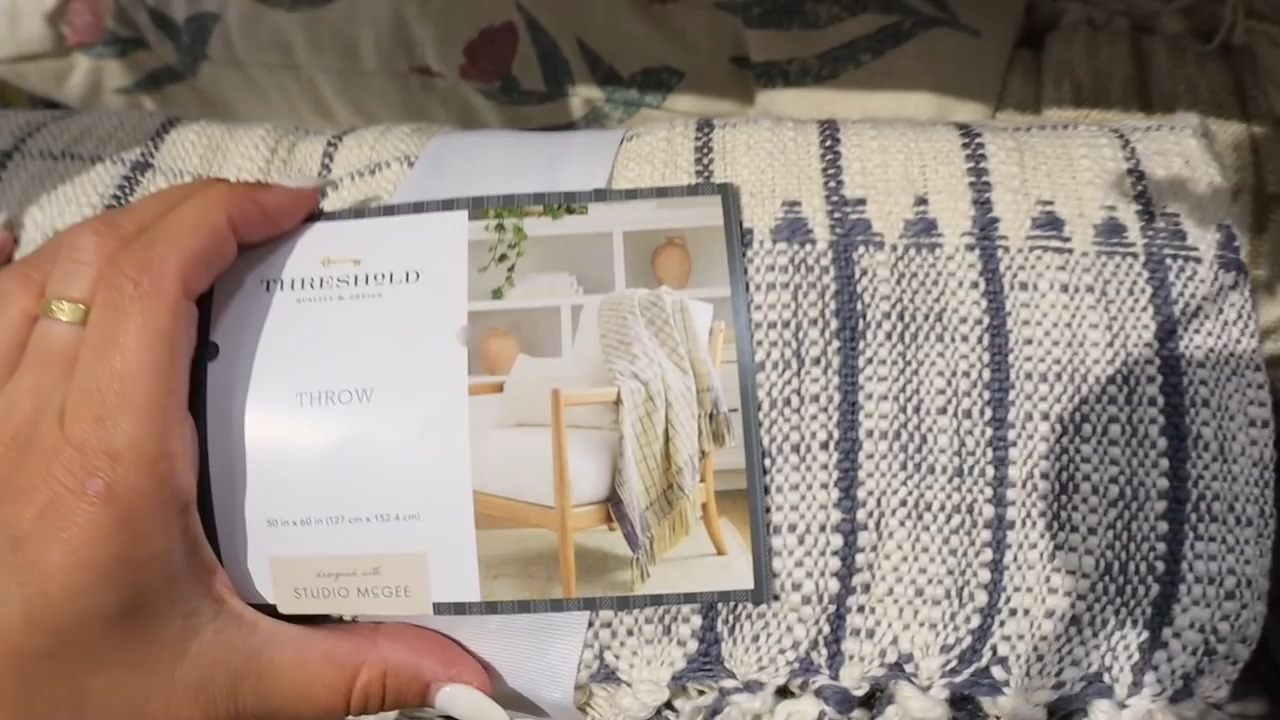 THRESHOLD
QUALITY & DESIGN
THROW
50 in x 60 in (127 cm x 152.4 cm)
designed with
STUDIO McGEE